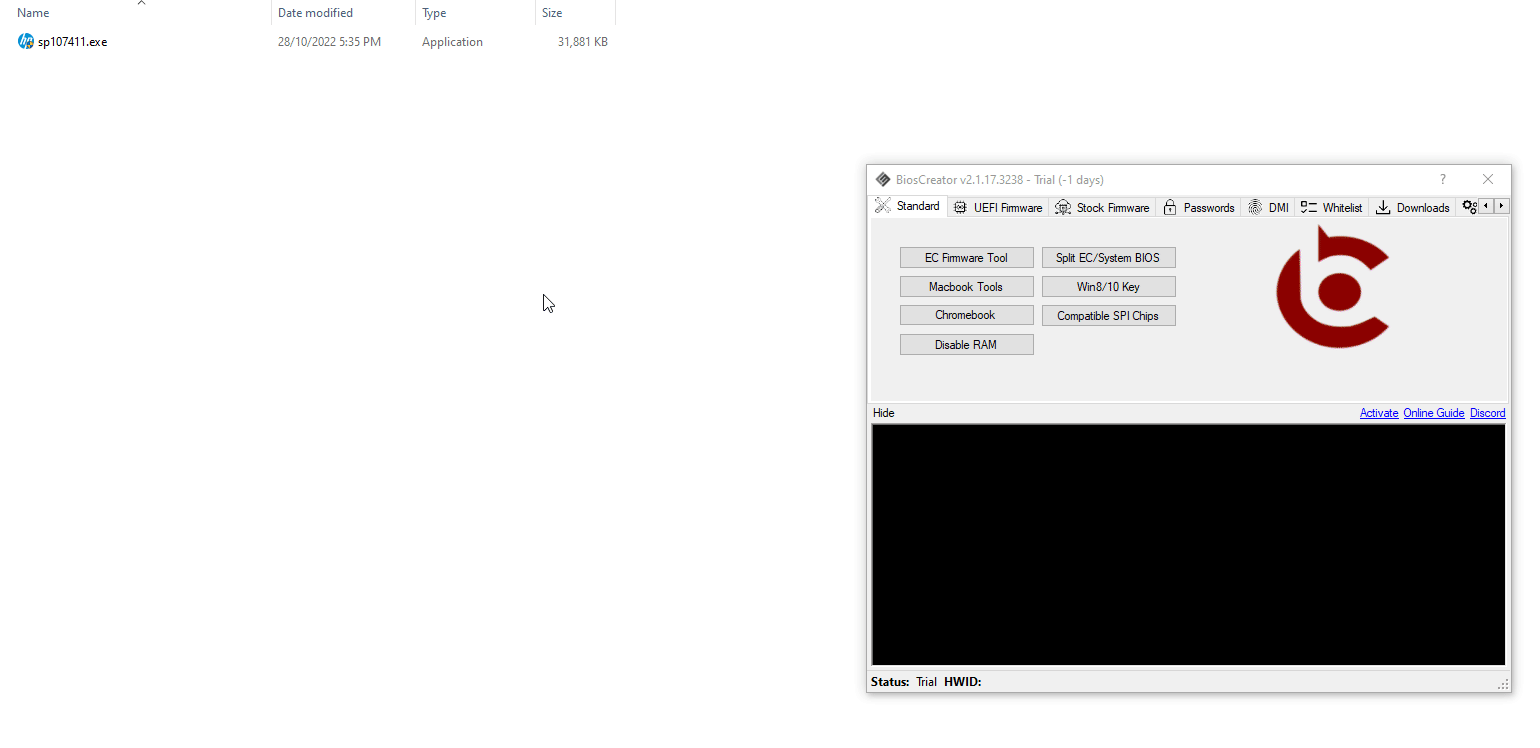 Name Date modified Type Size
sp107411.exe 28/10/2022 5:35 PM Application 31,881 KB
BiosCreator v2.1.17.3238 - Trial (-1 days) ?
Standard UEFI Firmware Stock Firmware Passwords DMI Whitelist Downloads
EC Firmware Tool Split EC/System BIOS
Macbook Tools Win8/10 Key
Chromebook Compatible SPI Chips
Disable RAM
Hide Activate Online Guide Discord
Status: Trial HWID: